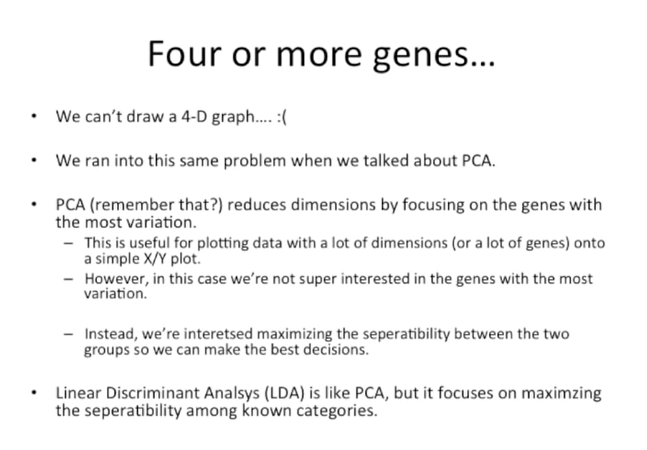 Four or more genes...
• We can't draw a 4-D graph.... :(
• We ran into this same problem when we talked about PCA.
• PCA (remember that?) reduces dimensions by focusing on the genes with
the most variation.
– This is useful for plotting data with a lot of dimensions (or a lot of genes) onto
a simple X/Y plot.
– However, in this case we're not super interested in the genes with the most
variation.
– Instead, we're interetsed maximizing the seperatibility between the two
groups so we can make the best decisions.
• Linear Discriminant Analsys (LDA) is like PCA, but it focuses on maximzing
the seperatibility among known categories.